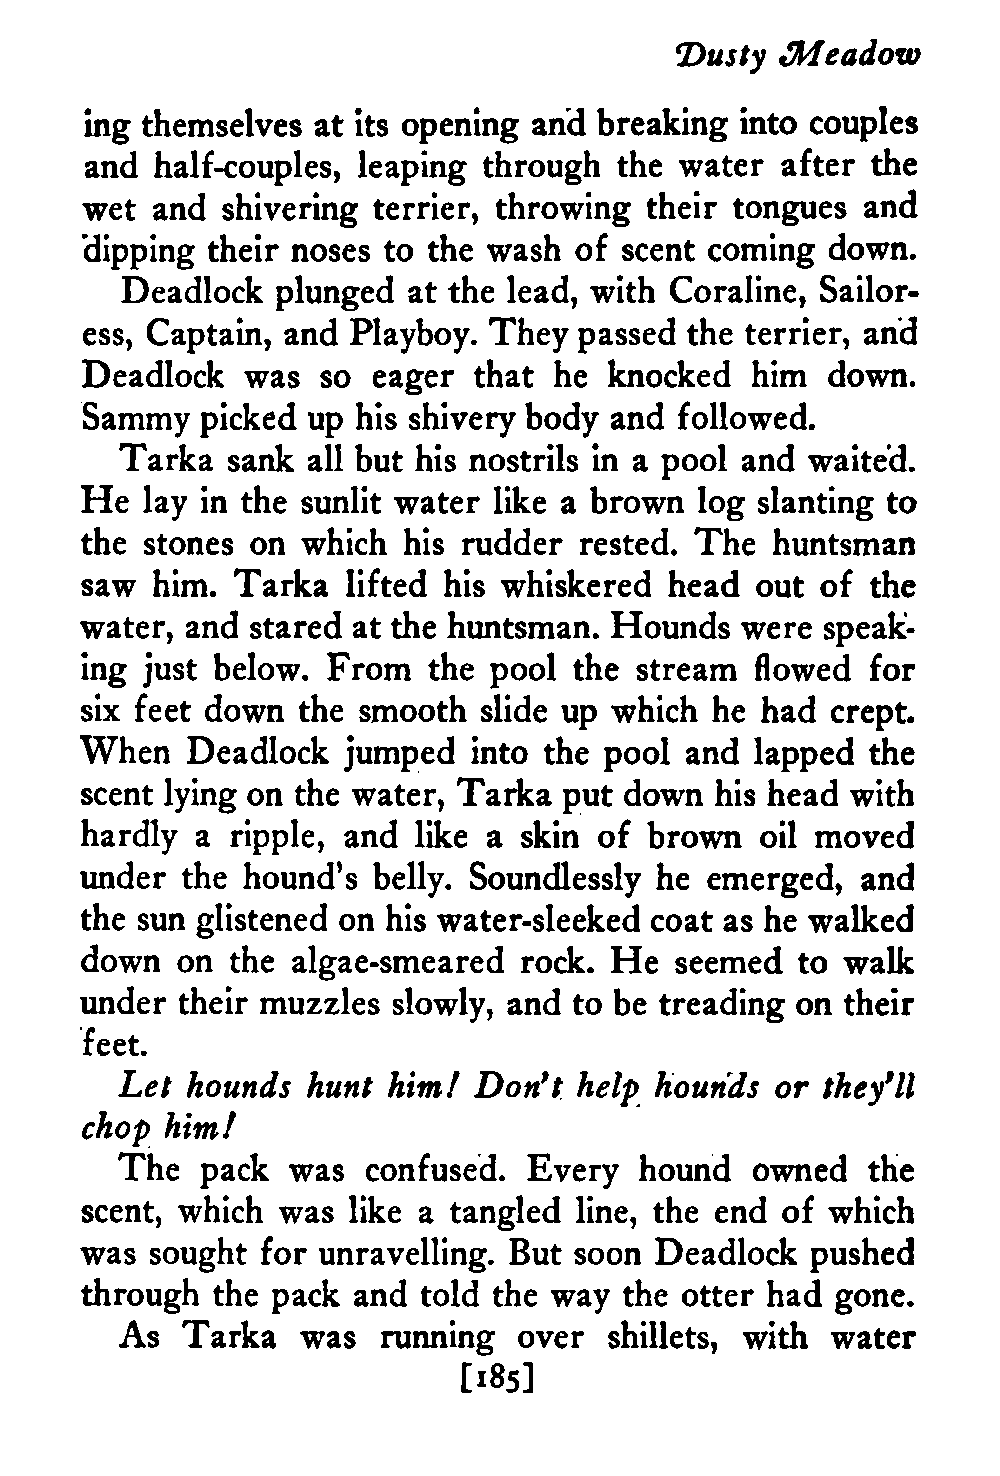 Dusty Meadow
ing themselves at its opening and breaking into couples
and half-couples, leaping through the water after the
wet and shivering terrier, throwing their tongues and
dipping their noses to the wash of scent coming down.
Deadlock plunged at the lead, with Coraline, Sailor-
ess, Captain, and Playboy. They passed the terrier, and
Deadlock was so eager that he knocked him down.
Sammy picked up his shivery body and followed.
Tarka sank all but his nostrils in a pool and waited.
He lay in the sunlit water like a brown log slanting to
the stones on which his rudder rested. The huntsman
saw him. Tarka lifted his whiskered head out of the
water, and stared at the huntsman. Hounds were speak-
ing just below. From the pool the stream flowed for
six feet down the smooth slide up which he had crept.
When Deadlock jumped into the pool and lapped the
scent lying on the water, Tarka put down his head with
hardly a ripple, and like a skin of brown oil moved
under the hound's belly. Soundlessly he emerged, and
the sun glistened on his water-sleeked coat as he walked
down on the algae-smeared rock. He seemed to walk
under their muzzles slowly, and to be treading on their
feet.
Let hounds hunt him! Don't help hounds or they'll
chop him!
The pack was confused. Every hound owned the
scent, which was like a tangled line, the end of which
was sought for unravelling. But soon Deadlock pushed
through the pack and told the way the otter had gone.
As Tarka was running over shillets, with water
[185]